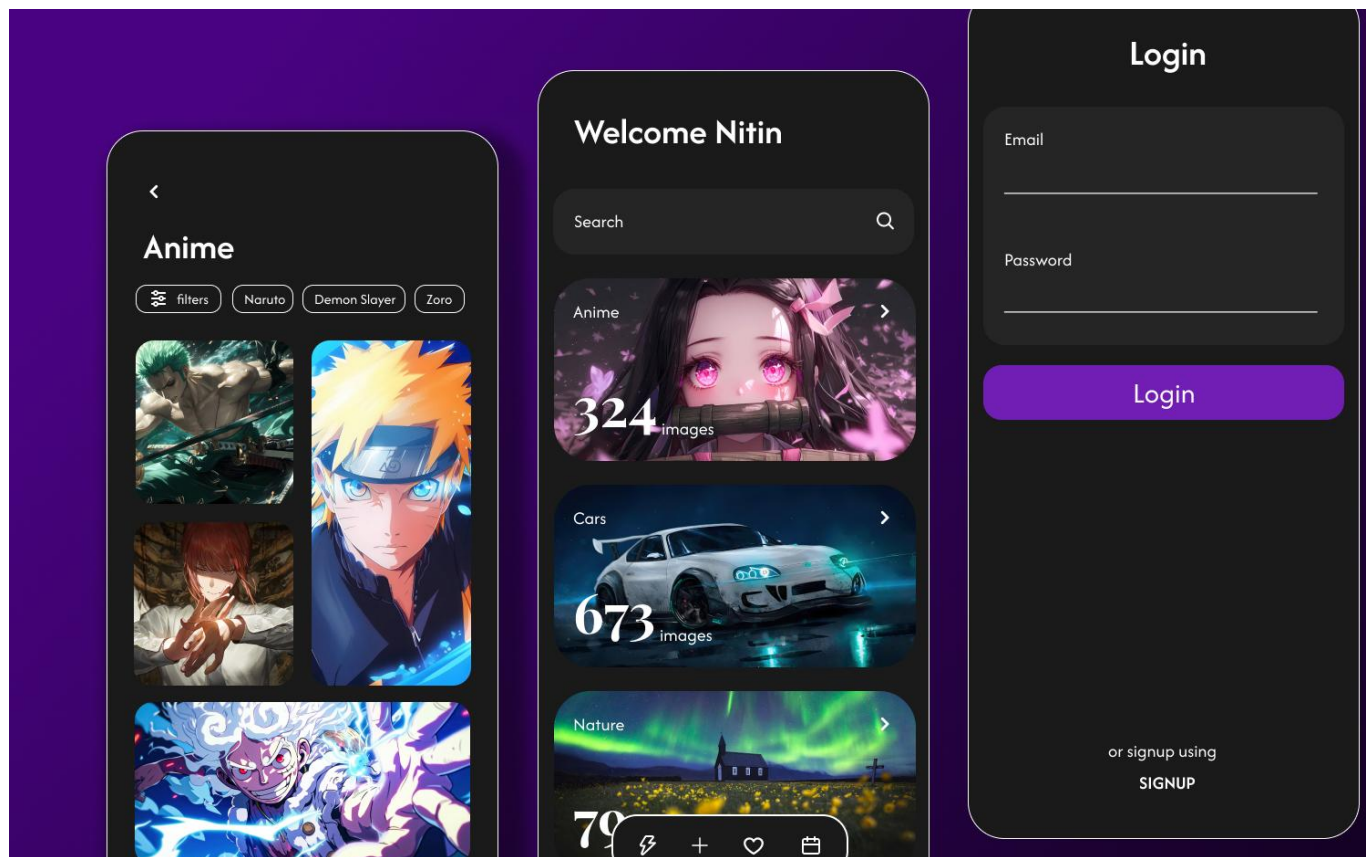 Anime
filters
Naruto
Demon Slayer
Zoro
Welcome Nitin
Search
Anime
324 images
Cars
673 images
Nature
Login
Email
Password
Login
or signup using
SIGNUP